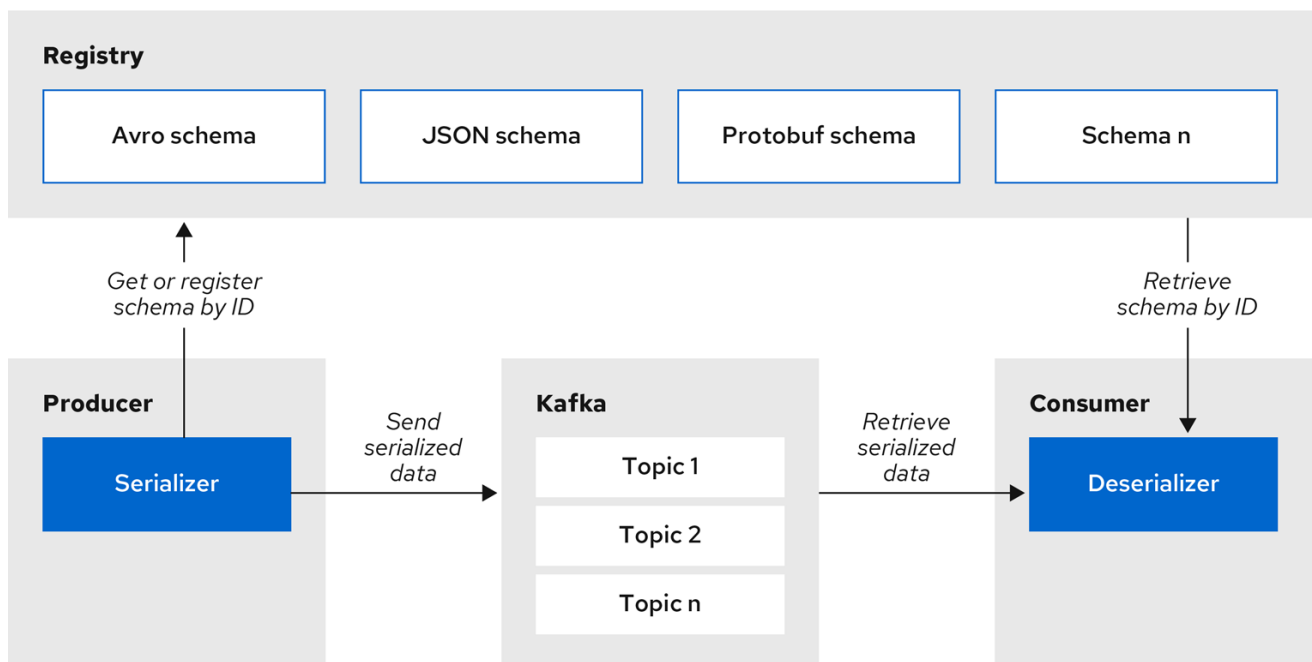 Registry
Avro schema
JSON schema
Protobuf schema
Schema n
Get or register
schema by ID
Retrieve
schema by ID
Producer
Serializer
Send
serialized
data
Kafka
Topic 1
Topic 2
Topic n
Retrieve
serialized
data
Consumer
Deserializer